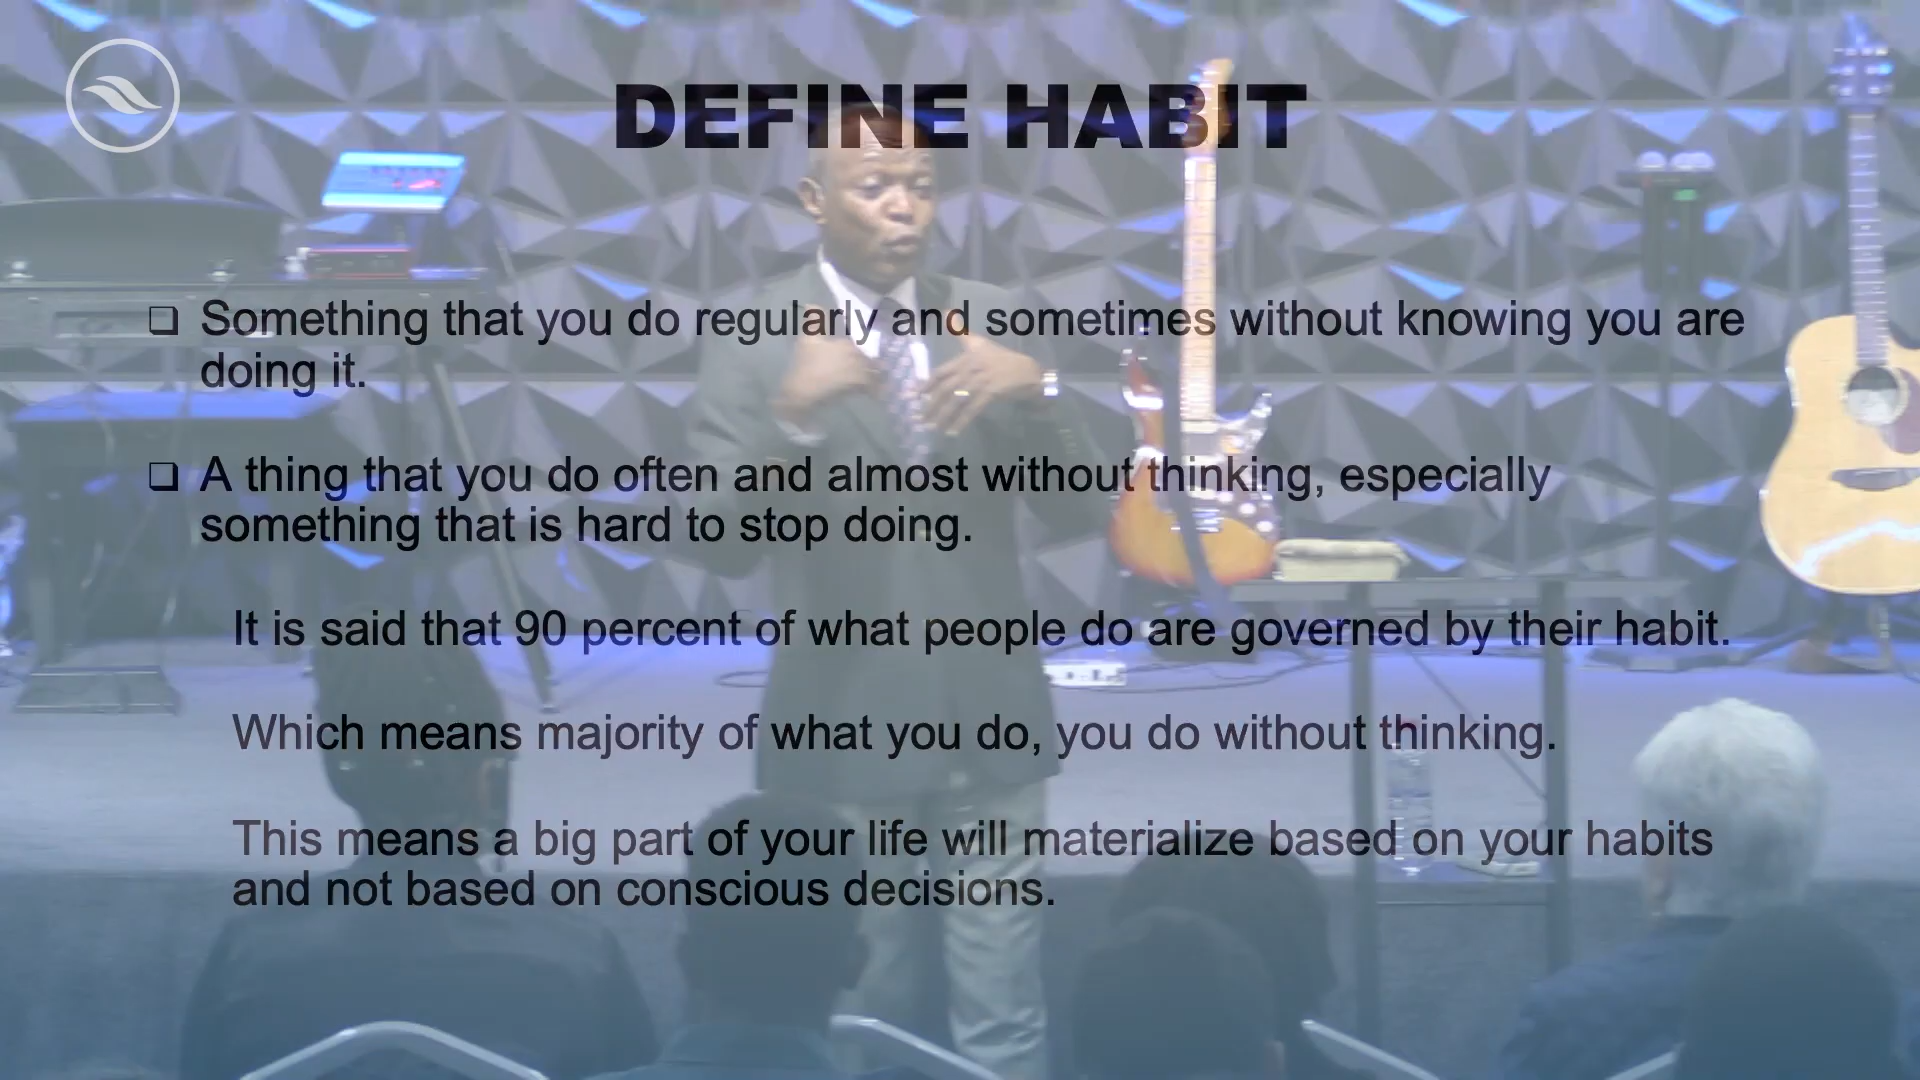 DEFINE HABIT
❑ Something that you do regularly and sometimes without knowing you are
doing it.
❑ A thing that you do often and almost without thinking, especially
something that is hard to stop doing.
It is said that 90 percent of what people do are governed by their habit.
Which means majority of what you do, you do without thinking.
This means a big part of your life will materialize based on your habits
and not based on conscious decisions.